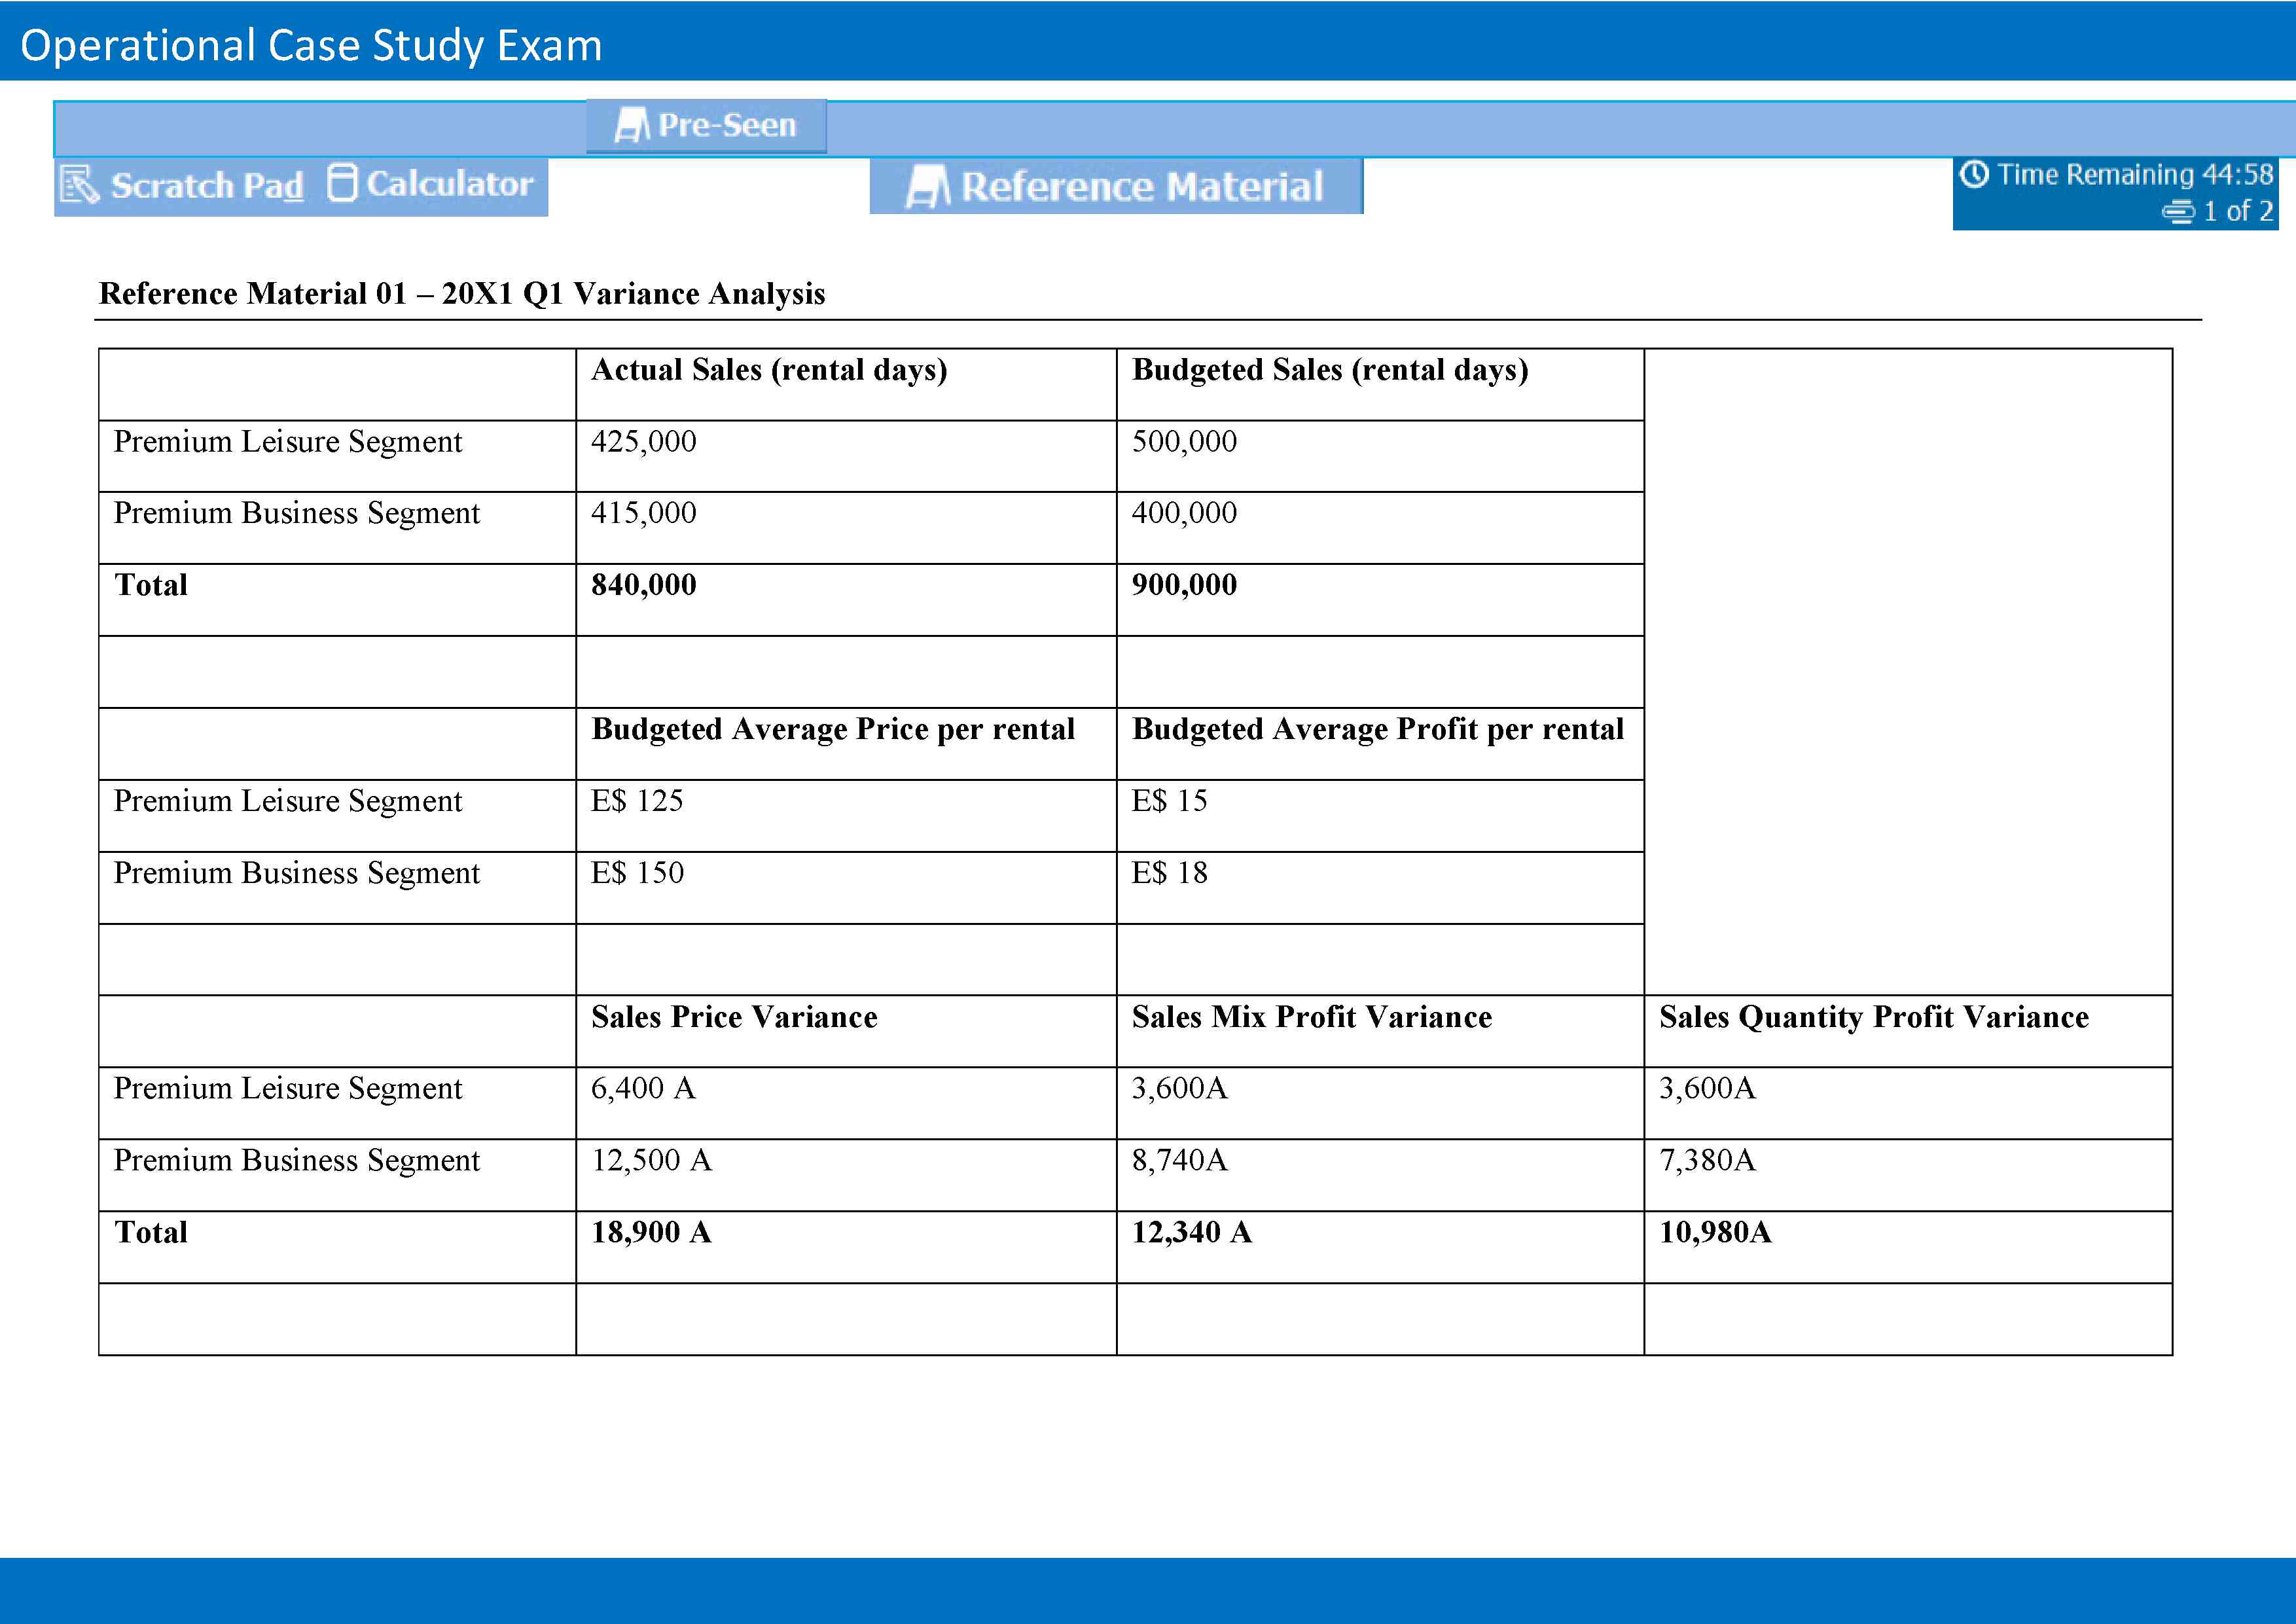 Operational Case Study Exam
Pre-Seen
Scratch Pad Calculator Reference Material Time Remaining 44:58
1 of 2
Reference Material 01 – 20X1 Q1 Variance Analysis
Actual Sales (rental days) Budgeted Sales (rental days)
Premium Leisure Segment 425,000 500,000
Premium Business Segment 415,000 400,000
Total 840,000 900,000
Budgeted Average Price per rental Budgeted Average Profit per rental
Premium Leisure Segment E$ 125 E$ 15
Premium Business Segment E$ 150 E$ 18
Sales Price Variance Sales Mix Profit Variance Sales Quantity Profit Variance
Premium Leisure Segment 6,400 A 3,600A 3,600A
Premium Business Segment 12,500 A 8,740A 7,380A
Total 18,900 A 12,340 A 10,980A